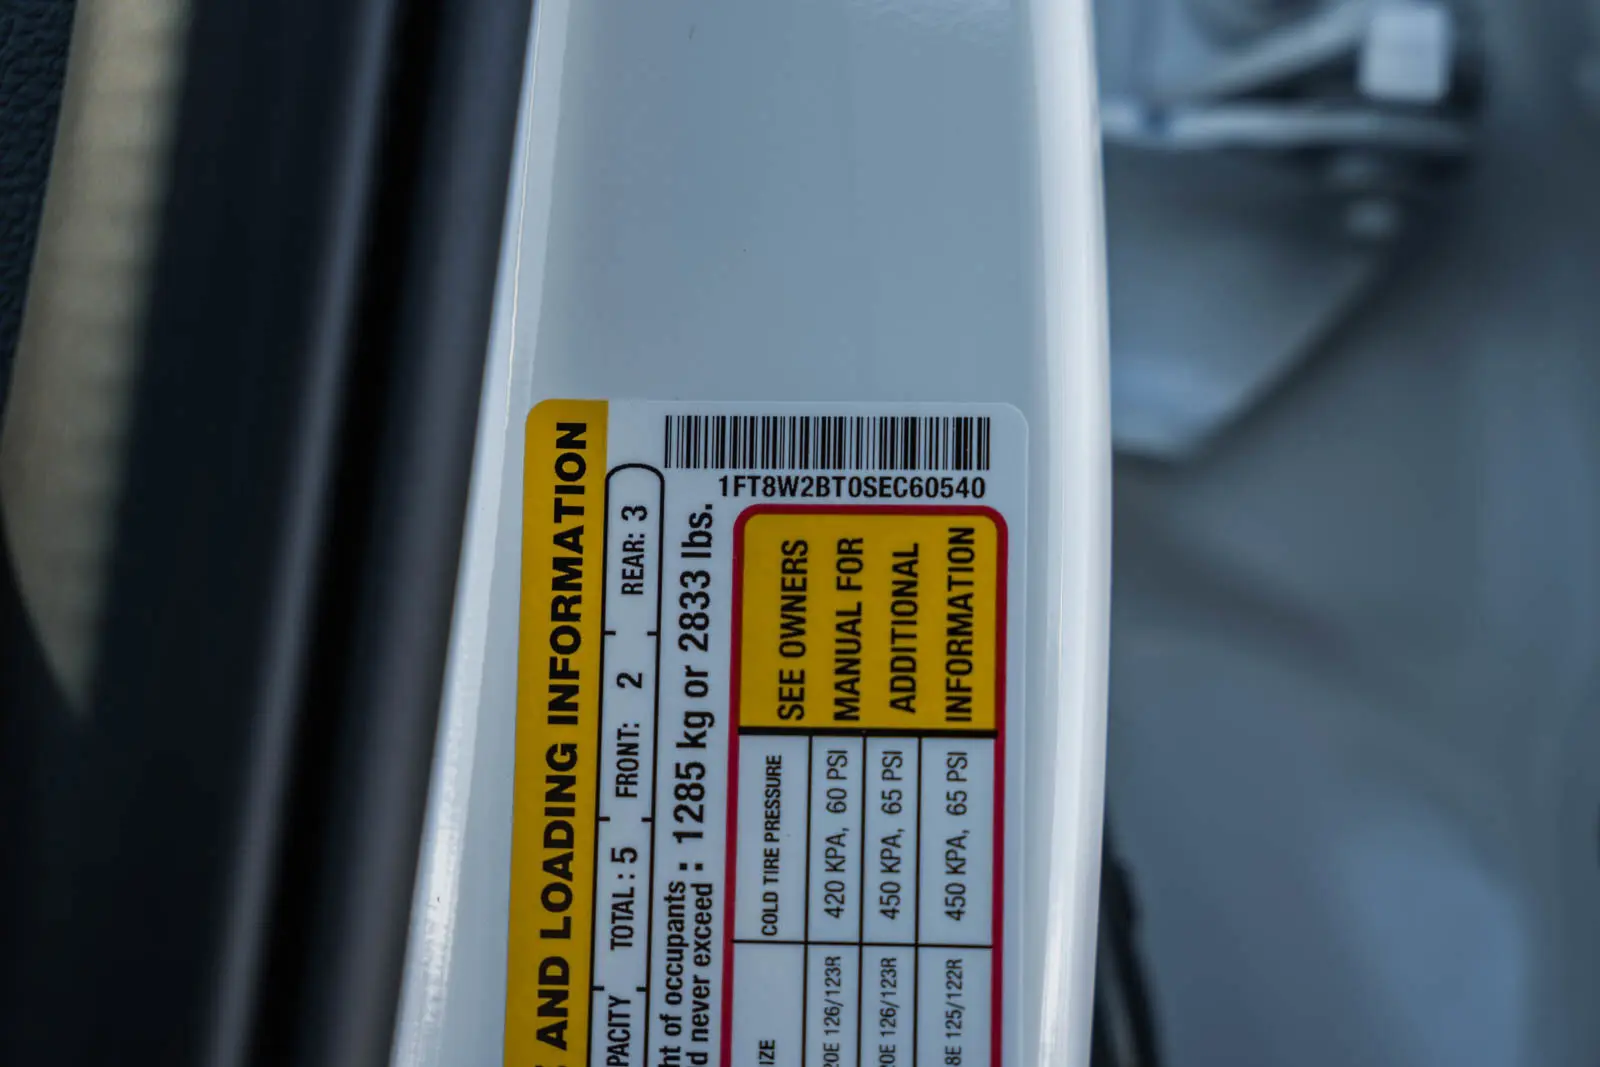 AND LOADING INFORMATION
PACITY TOTAL : 5 FRONT: 2 REAR: 3
ht of occupants :
d never exceed : 1285 kg or 2833 lbs.
1FT8W2BT0SEC60540
IZE COLD TIRE PRESSURE
20E 126/123R 420 KPA, 60 PSI
20E 126/123R 450 KPA, 65 PSI
8E 125/122R 450 KPA, 65 PSI
SEE OWNERS
MANUAL FOR
ADDITIONAL
INFORMATION